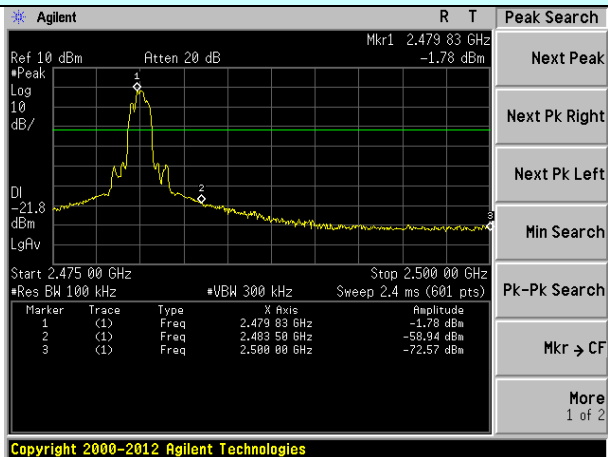 Agilent R T
Peak Search
Mkr1 2.479 83 GHz
Ref 10 dBm Atten 20 dB -1.78 dBm
Next Peak
#Peak
1
Log
10
dB/
Next Pk Right
Next Pk Left
DI
-21.8
dBm
LgAv
2
3
Min Search
Start 2.475 00 GHz Stop 2.500 00 GHz
#Res BW 100 kHz #VBW 300 kHz Sweep 2.4 ms (601 pts)
Pk-Pk Search
Marker Trace Type X Axis Amplitude
1 (1) Freq 2.479 83 GHz -1.78 dBm
2 (1) Freq 2.483 50 GHz -58.94 dBm
3 (1) Freq 2.500 00 GHz -72.57 dBm
Mkr → CF
More
1 of 2
Copyright 2000-2012 Agilent Technologies